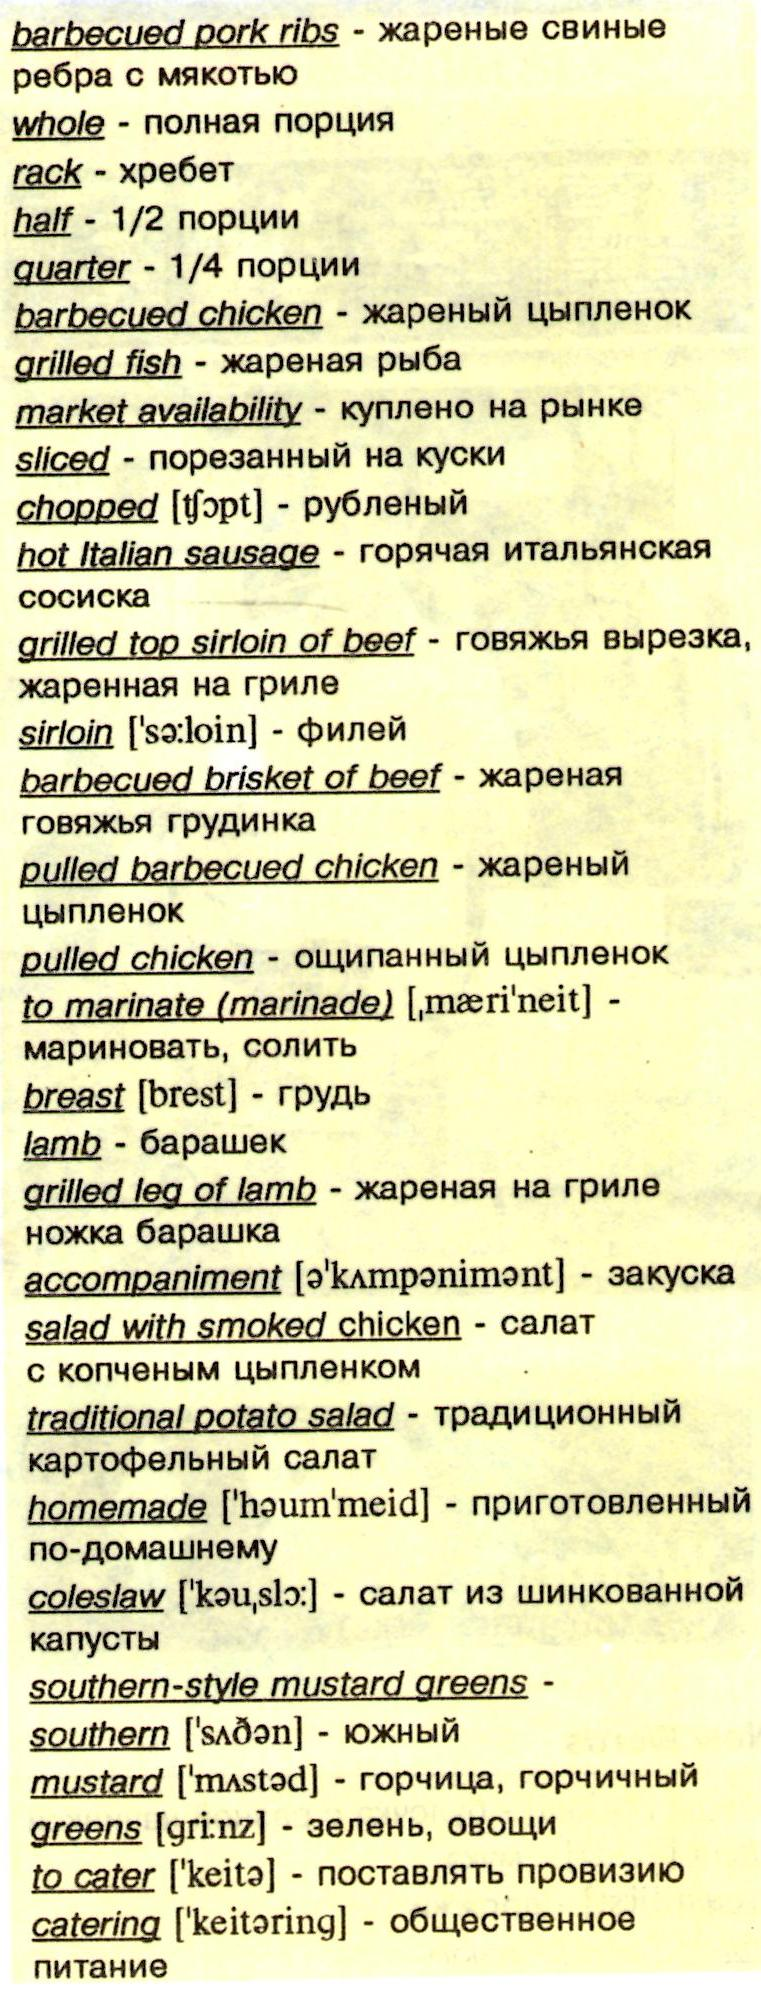 barbecued pork ribs - жареные свиные
ребра с мякотью
whole - полная порция
rack - хребет
half - 1/2 порции
quarter - 1/4 порции
barbecued chicken - жареный цыпленок
grilled fish - жареная рыба
market availability - куплено на рынке
sliced - порезанный на куски
chopped [ʧɔpt] - рубленый
hot Italian sausage - горячая итальянская
сосиска
grilled top sirloin of beef - говяжья вырезка,
жаренная на гриле
sirloin ['sə:loin] - филей
barbecued brisket of beef - жареная
говяжья грудинка
pulled barbecued chicken - жареный
цыпленок
pulled chicken - ощипанный цыпленок
to marinate (marinade) [ˌmæri'neit] -
мариновать, солить
breast [brest] - грудь
lamb - барашек
grilled leg of lamb - жареная на гриле
ножка барашка
accompaniment [ə'kʌmpənimənt] - закуска
salad with smoked chicken - салат
с копченым цыпленком
traditional potato salad - традиционный
картофельный салат
homemade ['həum'meid] - приготовленный
по-домашнему
coleslaw ['kəuˌslɔ:] - салат из шинкованной
капусты
southern-style mustard greens -
southern ['sʌðən] - южный
mustard ['mʌstəd] - горчица, горчичный
greens [gri:nz] - зелень, овощи
to cater ['keitə] - поставлять провизию
catering ['keitəring] - общественное
питание